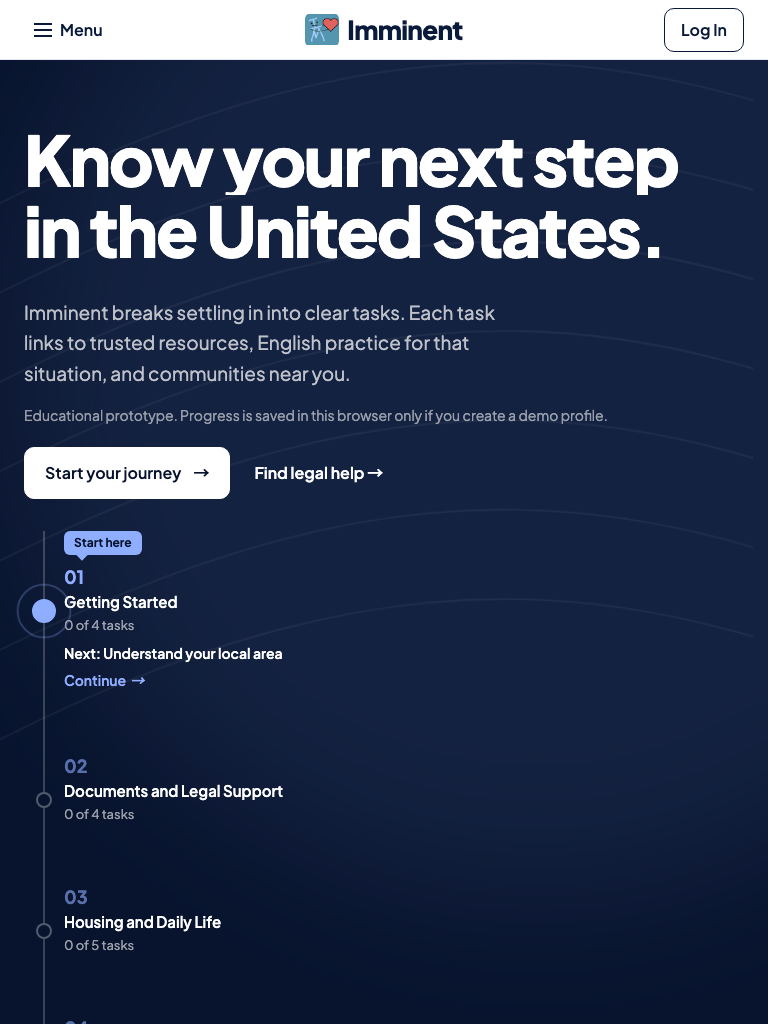 Menu
Imminent
Log In
Know your next step
in the United States.
Imminent breaks settling in into clear tasks. Each task
links to trusted resources, English practice for that
situation, and communities near you.
Educational prototype. Progress is saved in this browser only if you create a demo profile.
Start your journey →
Find legal help →
Start here
01
Getting Started
0 of 4 tasks
Next: Understand your local area
Continue →
02
Documents and Legal Support
0 of 4 tasks
03
Housing and Daily Life
0 of 5 tasks